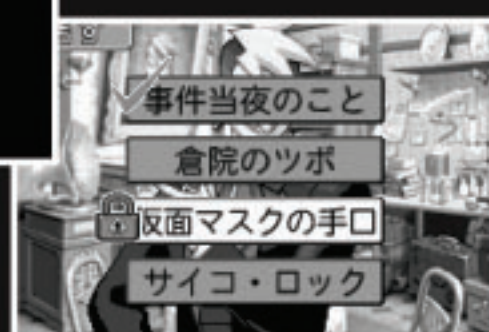 事件当夜のこと
倉院のツボ
仮面マスクの手口
サイコ・ロック